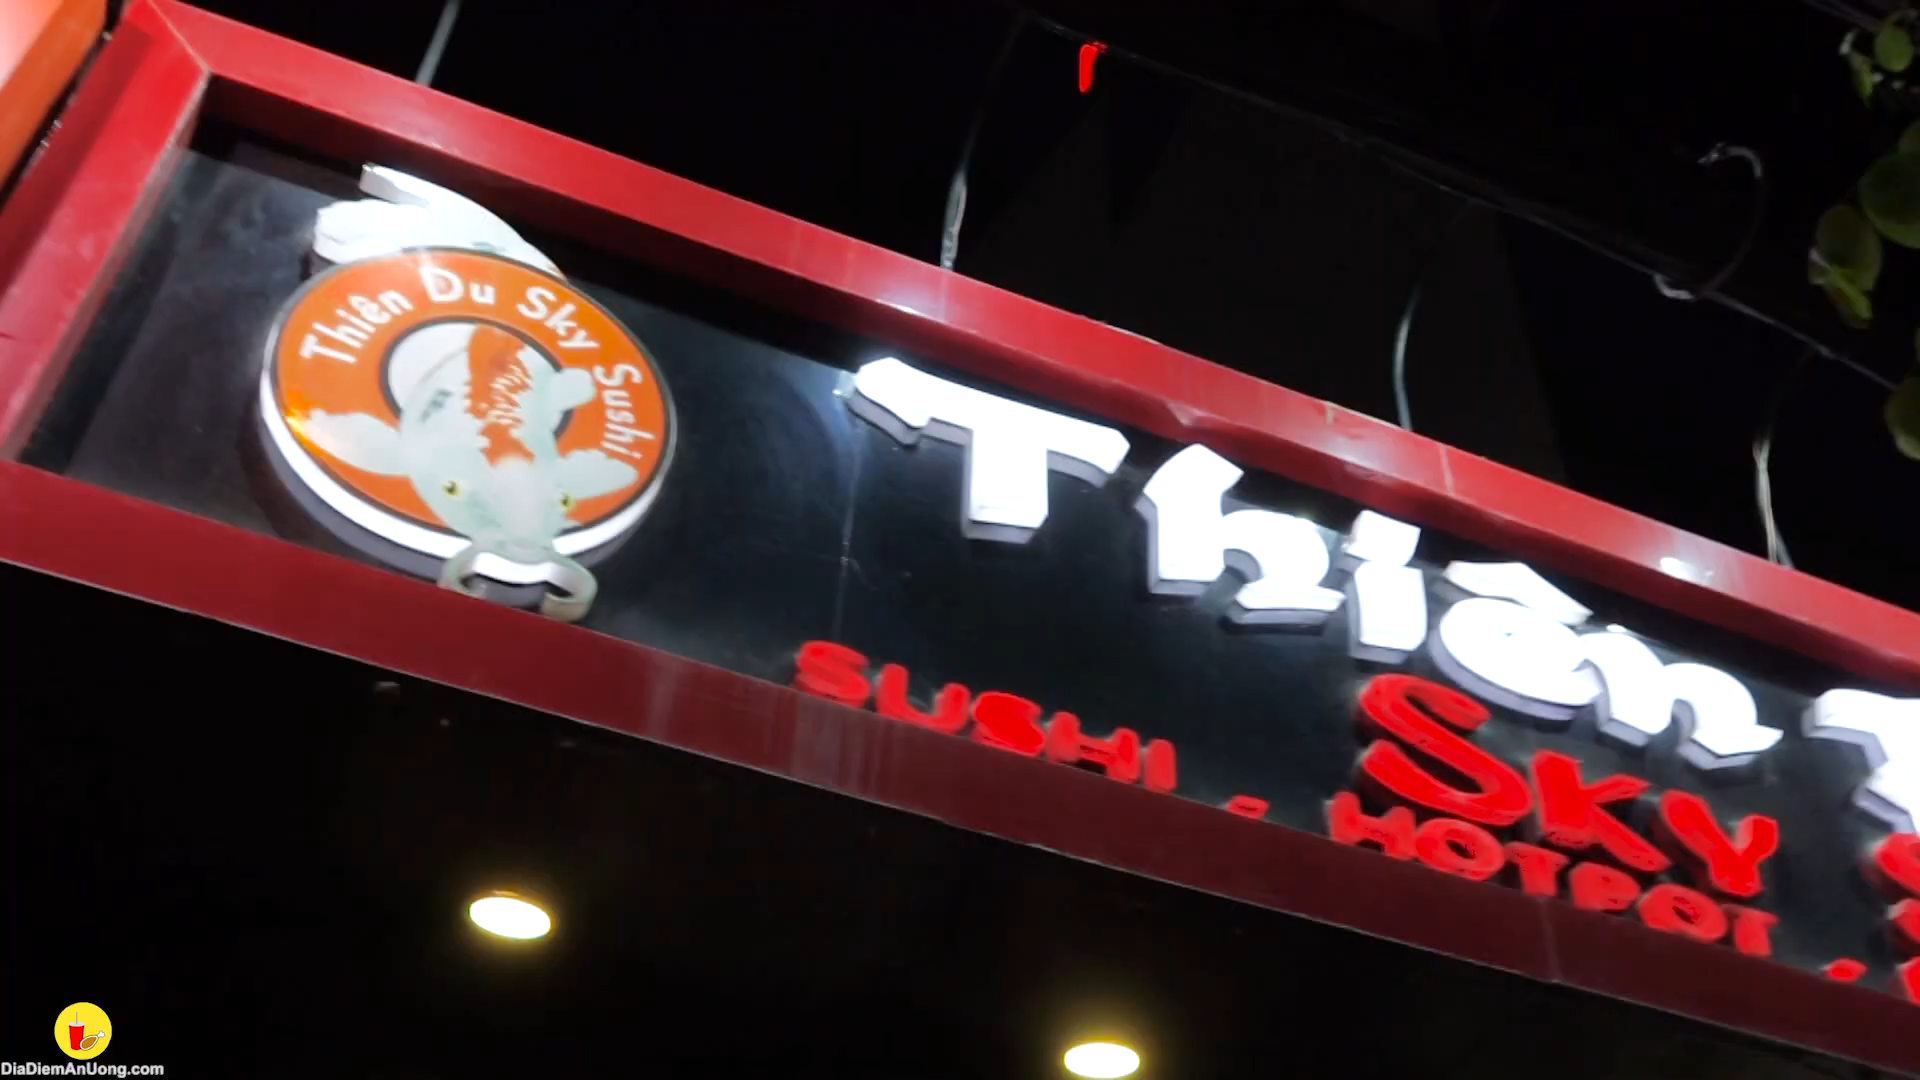 Thiên Du Sky Sushi
Thiên
SKY
SUSHI - HOTPOT -
DiaDiemAnUong.com